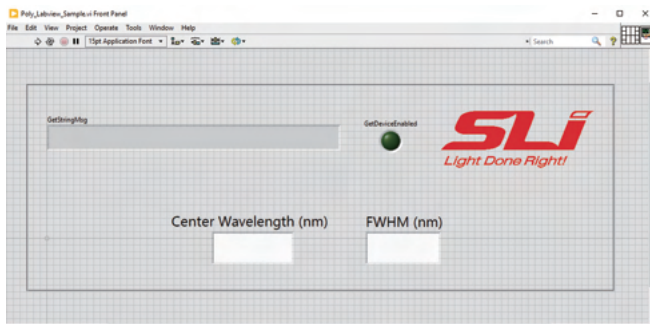 Poly_Labview_Sample.vi Front Panel
File Edit View Project Operate Tools Window Help
15pt Application Font
Search
GetStringMsg
GetDeviceEnabled
SLi
Light Done Right!
Center Wavelength (nm)
FWHM (nm)